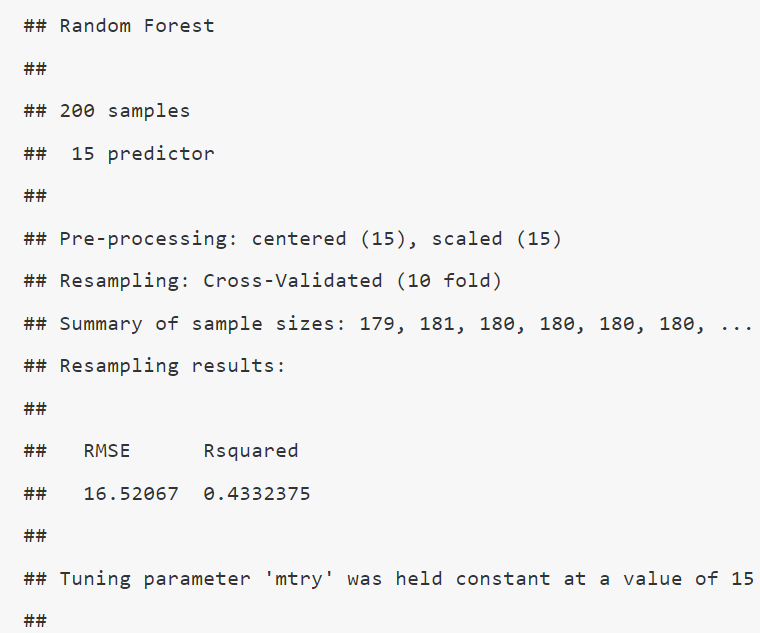 ## Random Forest
##
## 200 samples
##  15 predictor
##
## Pre-processing: centered (15), scaled (15)
## Resampling: Cross-Validated (10 fold)
## Summary of sample sizes: 179, 181, 180, 180, 180, 180, ...
## Resampling results:
##
##   RMSE      Rsquared
##   16.52067  0.4332375
##
## Tuning parameter 'mtry' was held constant at a value of 15
##